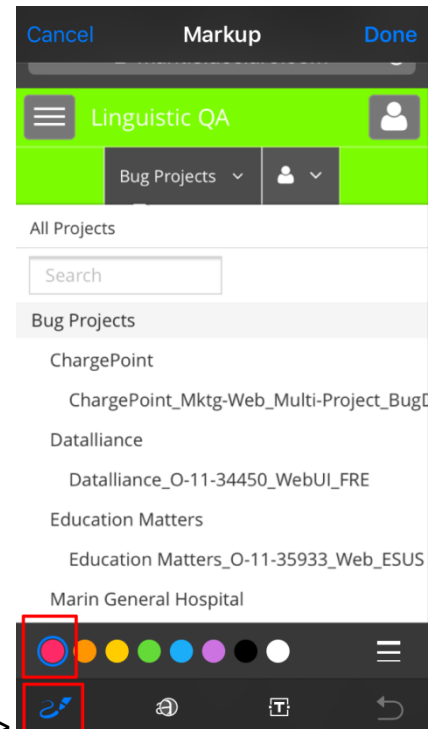 Cancel Markup Done
Linguistic QA
Bug Projects
All Projects
Search
Bug Projects
ChargePoint
ChargePoint_Mktg-Web_Multi-Project_BugD
Datalliance
Datalliance_O-11-34450_WebUI_FRE
Education Matters
Education Matters_O-11-35933_Web_ESUS
Marin General Hospital
>